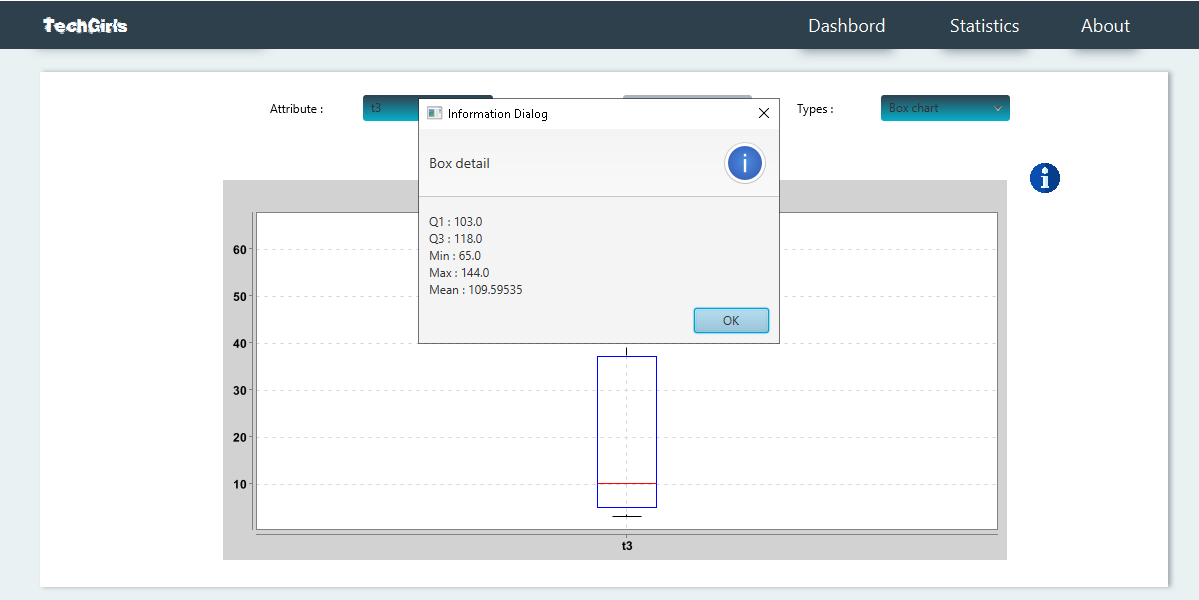 TechGirls
Dashbord
Statistics
About
Attribute :
t3
Types :
Box chart
Information Dialog
Box detail
Q1 : 103.0
Q3 : 118.0
Min : 65.0
Max : 144.0
Mean : 109.59535
OK
60
50
40
30
20
10
t3